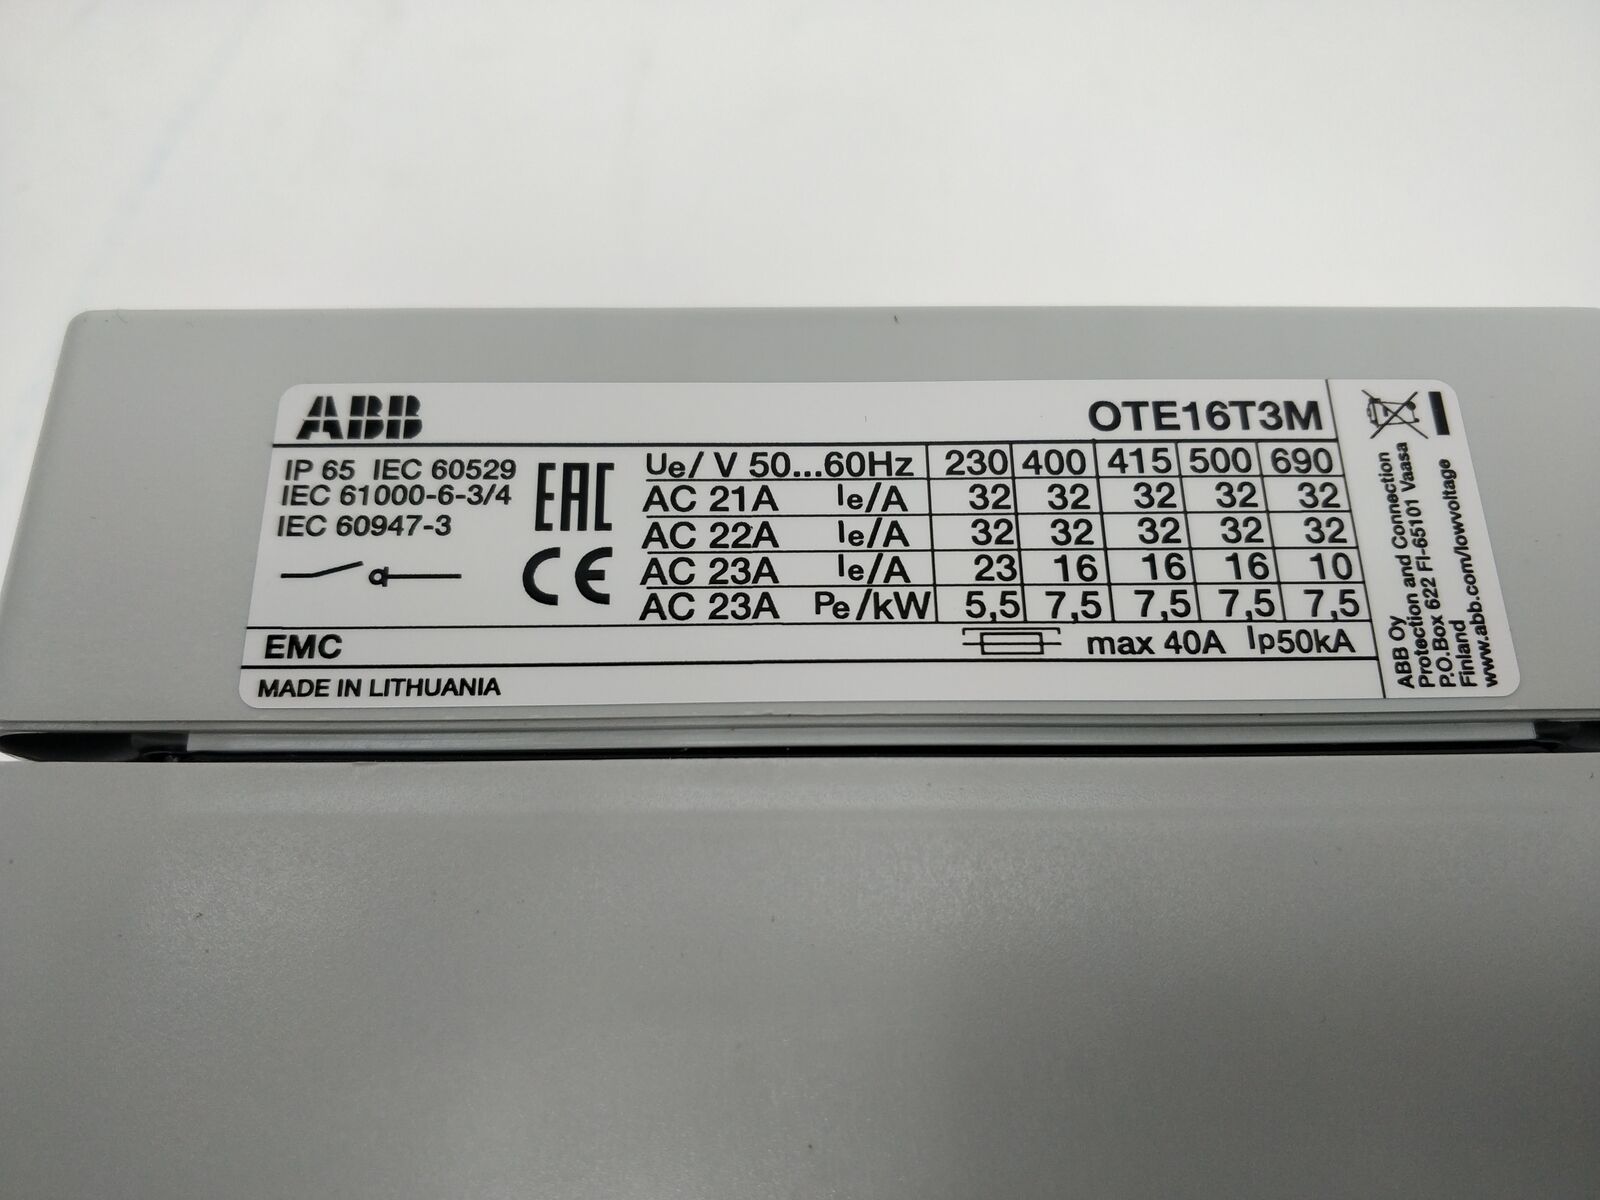 ABB OTE16T3M
IP 65 IEC 60529
IEC 61000-6-3/4
IEC 60947-3
EAC
CE
Ue/ V 50...60Hz 230 400 415 500 690
AC 21A Ie/A 32 32 32 32 32
AC 22A Ie/A 32 32 32 32 32
AC 23A Ie/A 23 16 16 16 10
AC 23A Pe/kW 5,5 7,5 7,5 7,5 7,5
EMC max 40A Ip50kA
MADE IN LITHUANIA
ABB Oy
Protection and Connection
P.O.Box 622 FI-65101 Vaasa
Finland
www.abb.com/lowvoltage